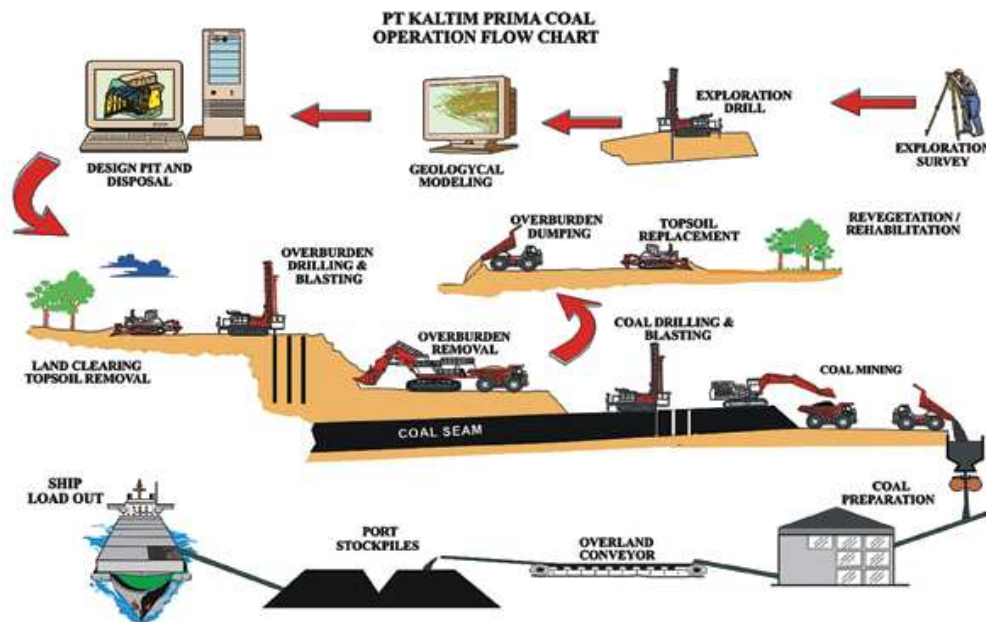 PT KALTIM PRIMA COAL
OPERATION FLOW CHART
EXPLORATION
SURVEY
EXPLORATION
DRILL
GEOLOGYCAL
MODELING
DESIGN PIT AND
DISPOSAL
LAND CLEARING
TOPSOIL REMOVAL
OVERBURDEN
DRILLING &
BLASTING
OVERBURDEN
REMOVAL
OVERBURDEN
DUMPING
TOPSOIL
REPLACEMENT
REVEGETATION /
REHABILITATION
COAL DRILLING &
BLASTING
COAL MINING
COAL SEAM
COAL
PREPARATION
OVERLAND
CONVEYOR
PORT
STOCKPILES
SHIP
LOAD OUT